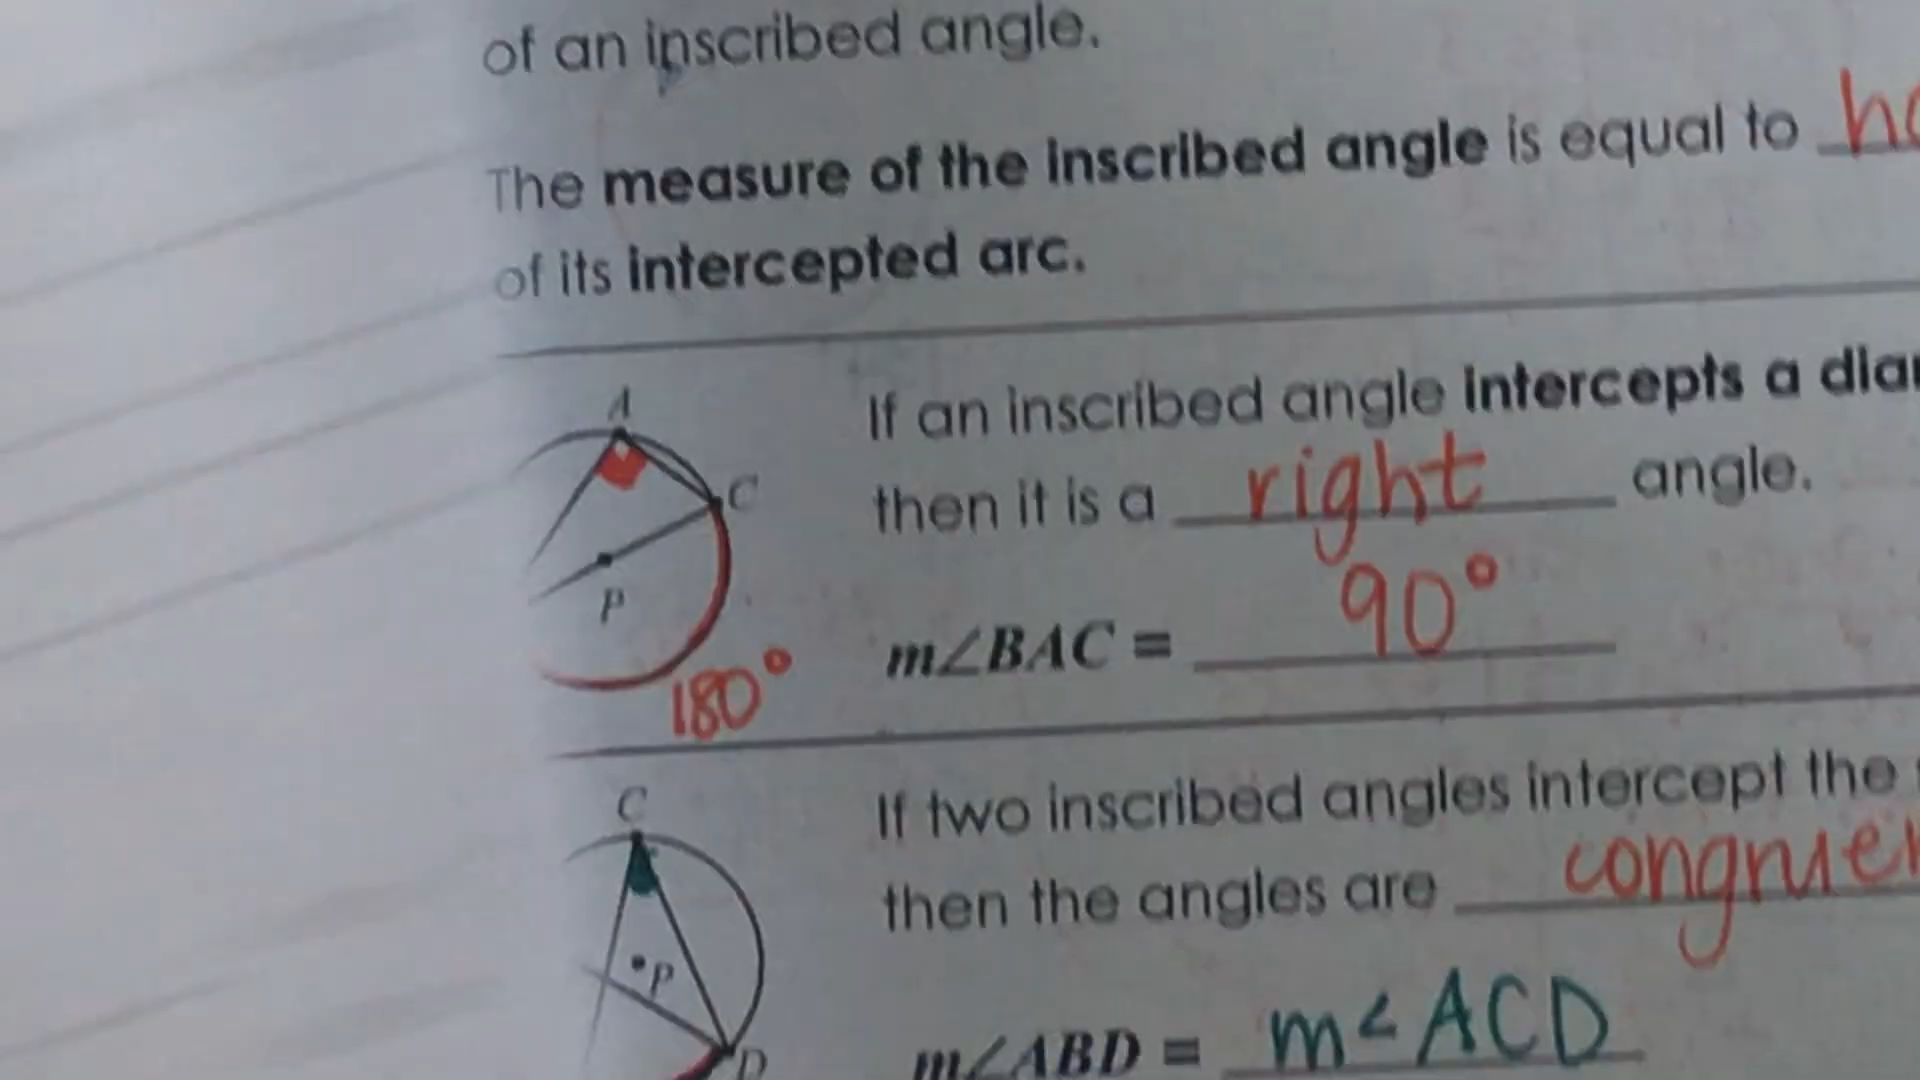 of an inscribed angle.
The measure of the inscribed angle is equal to
of its intercepted arc.
A
If an inscribed angle intercepts a
C
then it is a right angle.
P
m∠BAC = 90°
180°
C
If two inscribed angles intercept the
then the angles are
P
m∠ABD = m∠ACD
D